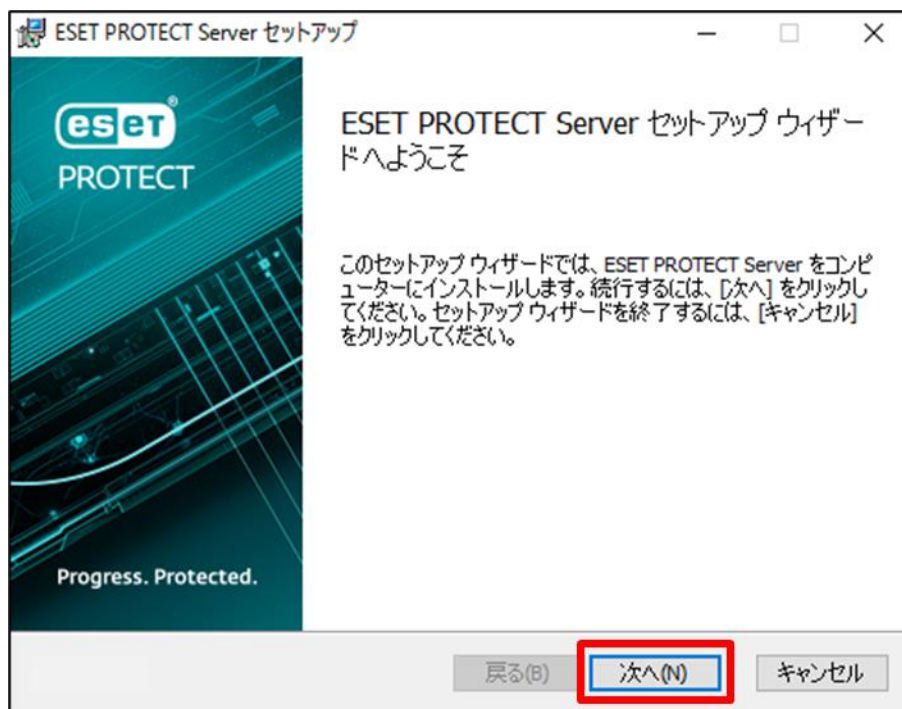 ESET PROTECT Server セットアップ
eset
PROTECT
ESET PROTECT Server セットアップ ウィザー
ドへようこそ
このセットアップ ウィザードでは、ESET PROTECT Server をコンピ
ューターにインストールします。続行するには、[次へ] をクリックし
てください。セットアップ ウィザードを終了するには、[キャンセル]
をクリックしてください。
Progress. Protected.
戻る(B)
次へ(N)
キャンセル